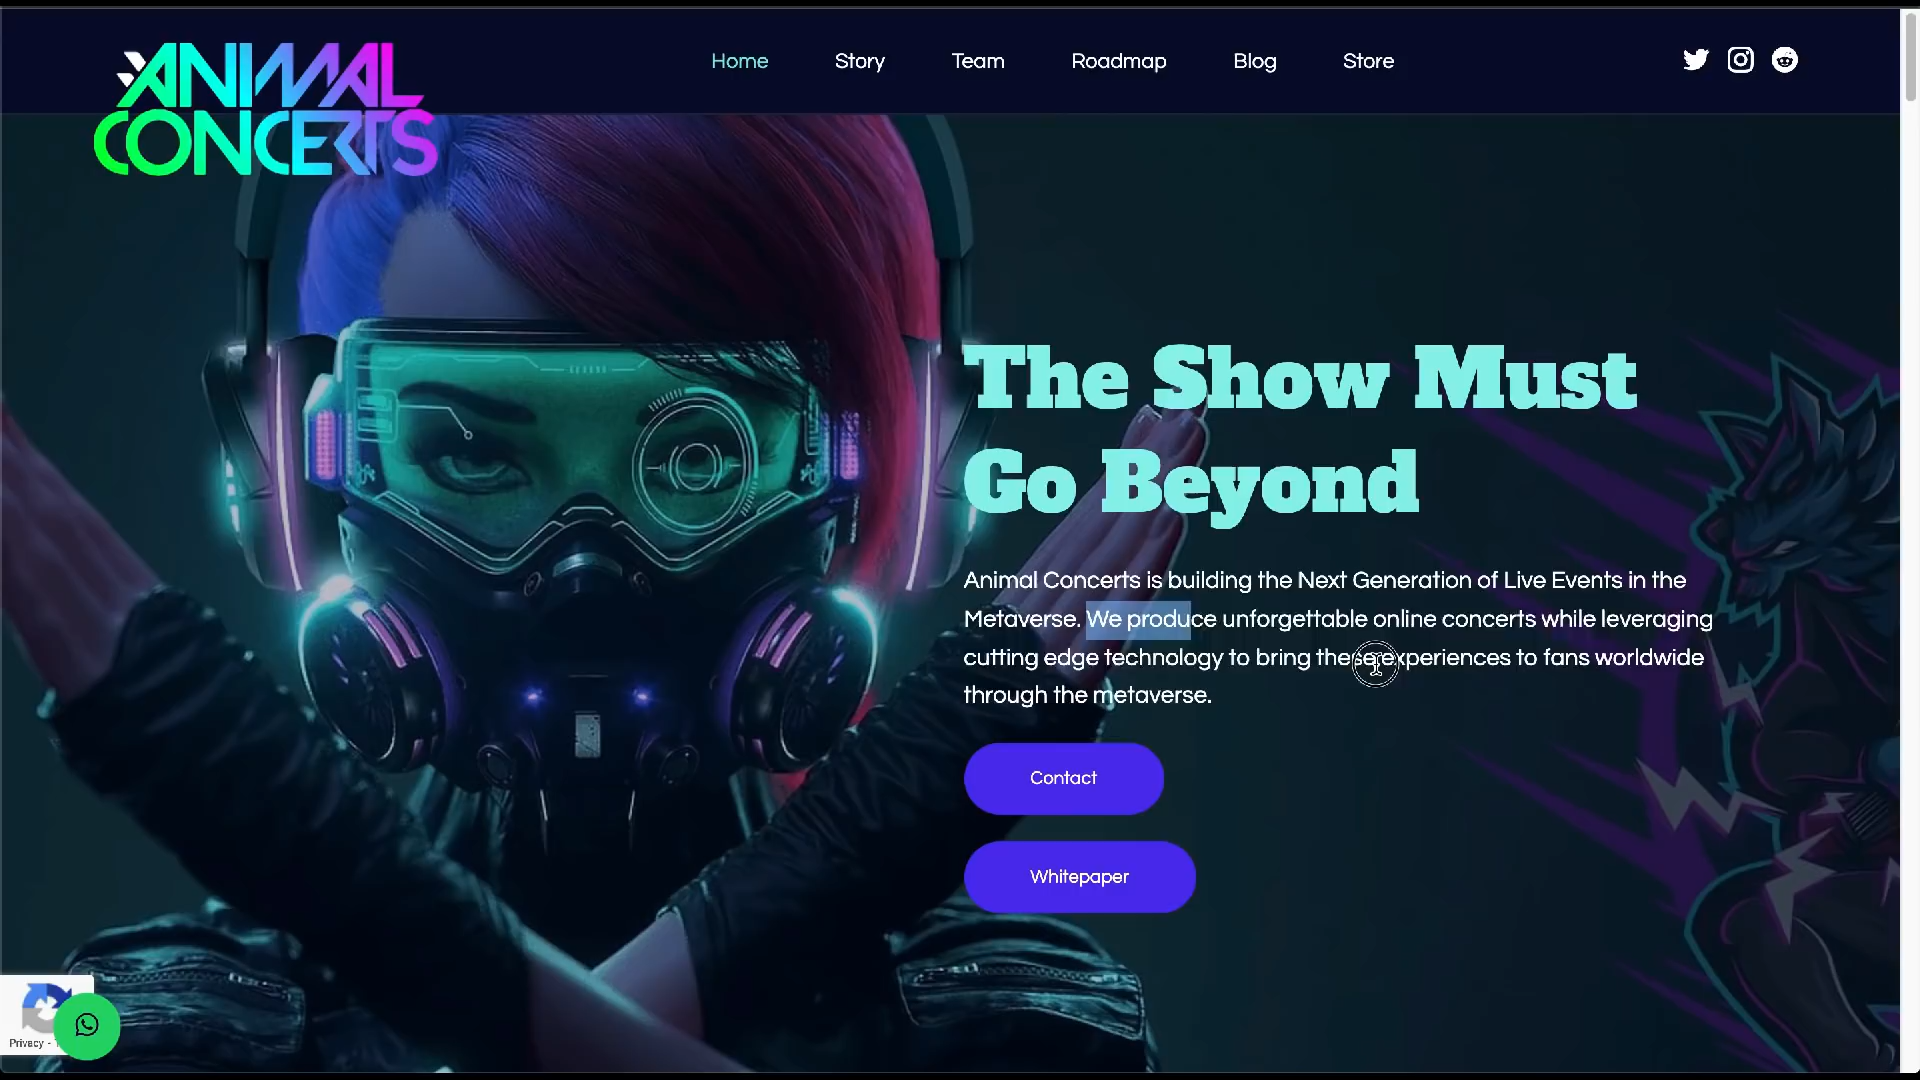 ANIMAL
CONCERTS
Home Story Team Roadmap Blog Store
The Show Must
Go Beyond
Animal Concerts is building the Next Generation of Live Events in the
Metaverse. We produce unforgettable online concerts while leveraging
cutting edge technology to bring these experiences to fans worldwide
through the metaverse.
Contact
Whitepaper
Privacy -